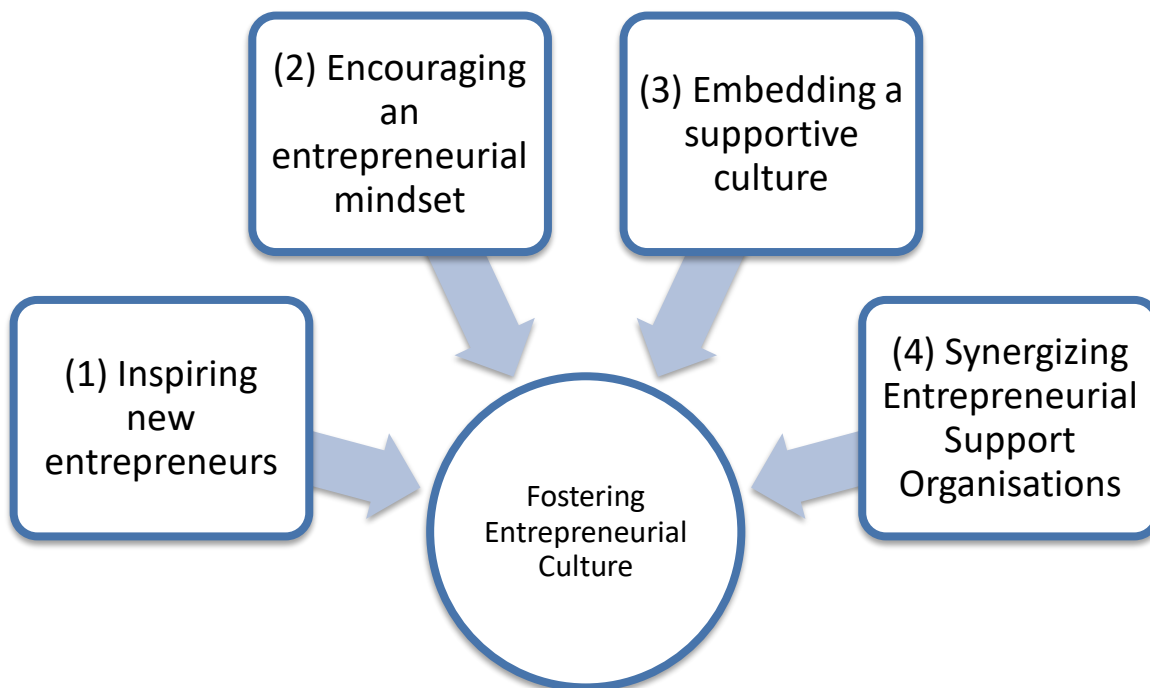 (1) Inspiring
new
entrepreneurs
(2) Encouraging
an
entrepreneurial
mindset
(3) Embedding a
supportive
culture
(4) Synergizing
Entrepreneurial
Support
Organisations
Fostering
Entrepreneurial
Culture